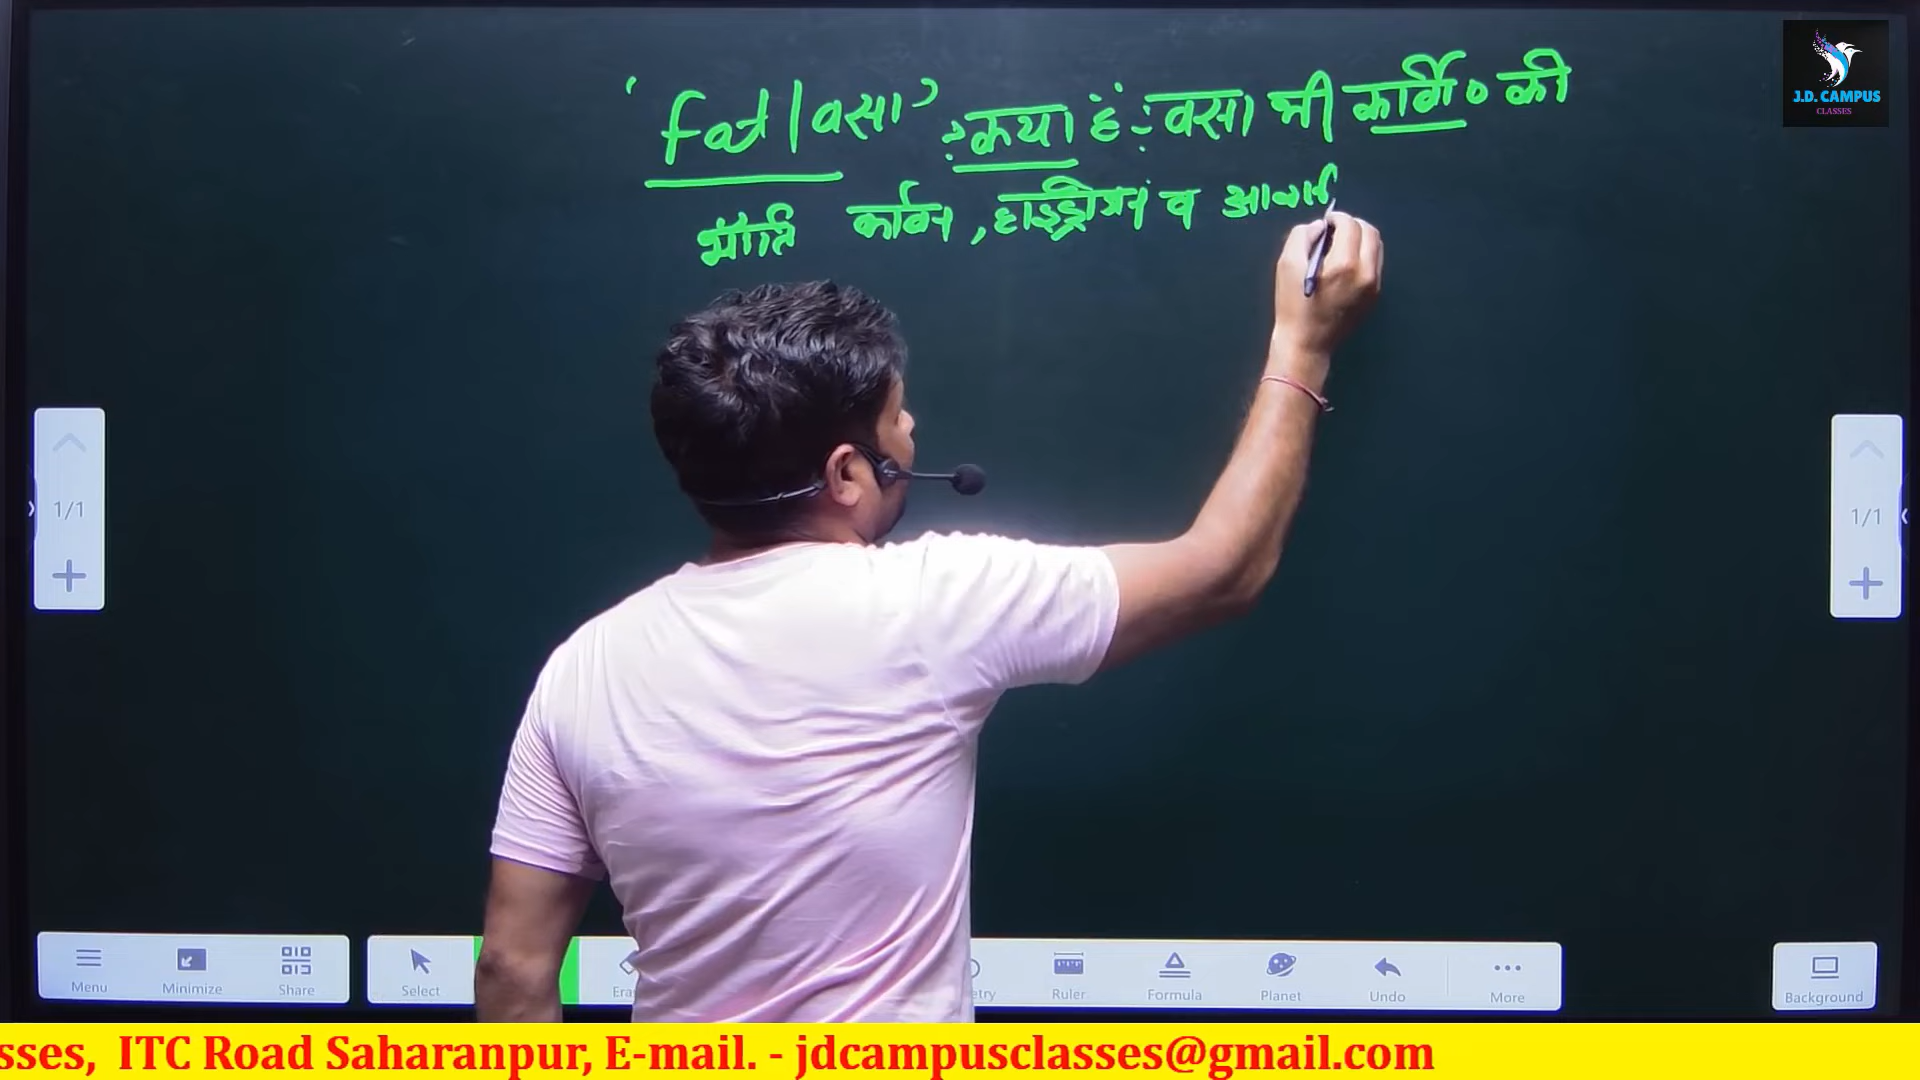 'fat/वसा' : क्या है :- वसा भी कार्बो० की
भांति कार्बन, हाइड्रोजन व
J.D. CAMPUS
CLASSES
1/1
1/1
Menu Minimize Share Select Ruler Formula Planet Undo More Background
sses, ITC Road Saharanpur, E-mail. - jdcampusclasses@gmail.com